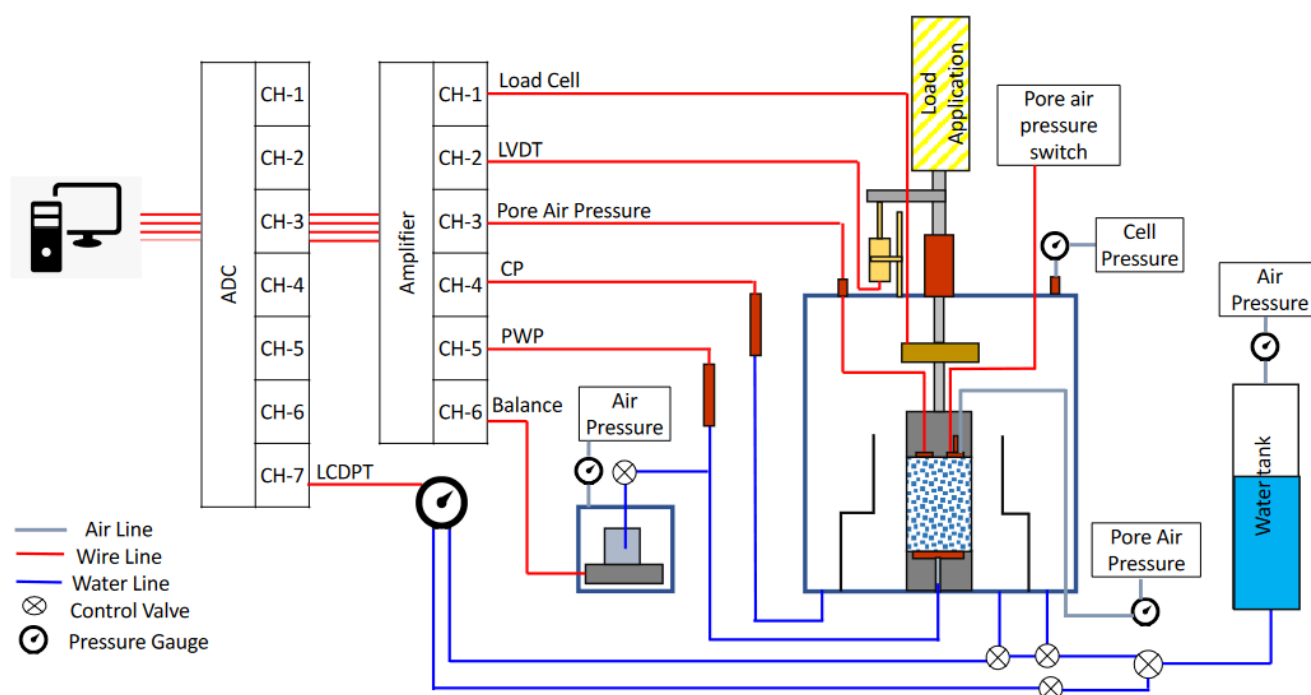 ADC
CH-1
CH-2
CH-3
CH-4
CH-5
CH-6
CH-7
Amplifier
CH-1
CH-2
CH-3
CH-4
CH-5
CH-6
Load Cell
LVDT
Pore Air Pressure
CP
PWP
Balance
LCDPT
Air
Pressure
Load
Application
Pore air
pressure
switch
Cell
Pressure
Air
Pressure
Water tank
Pore Air
Pressure
Air Line
Wire Line
Water Line
Control Valve
Pressure Gauge